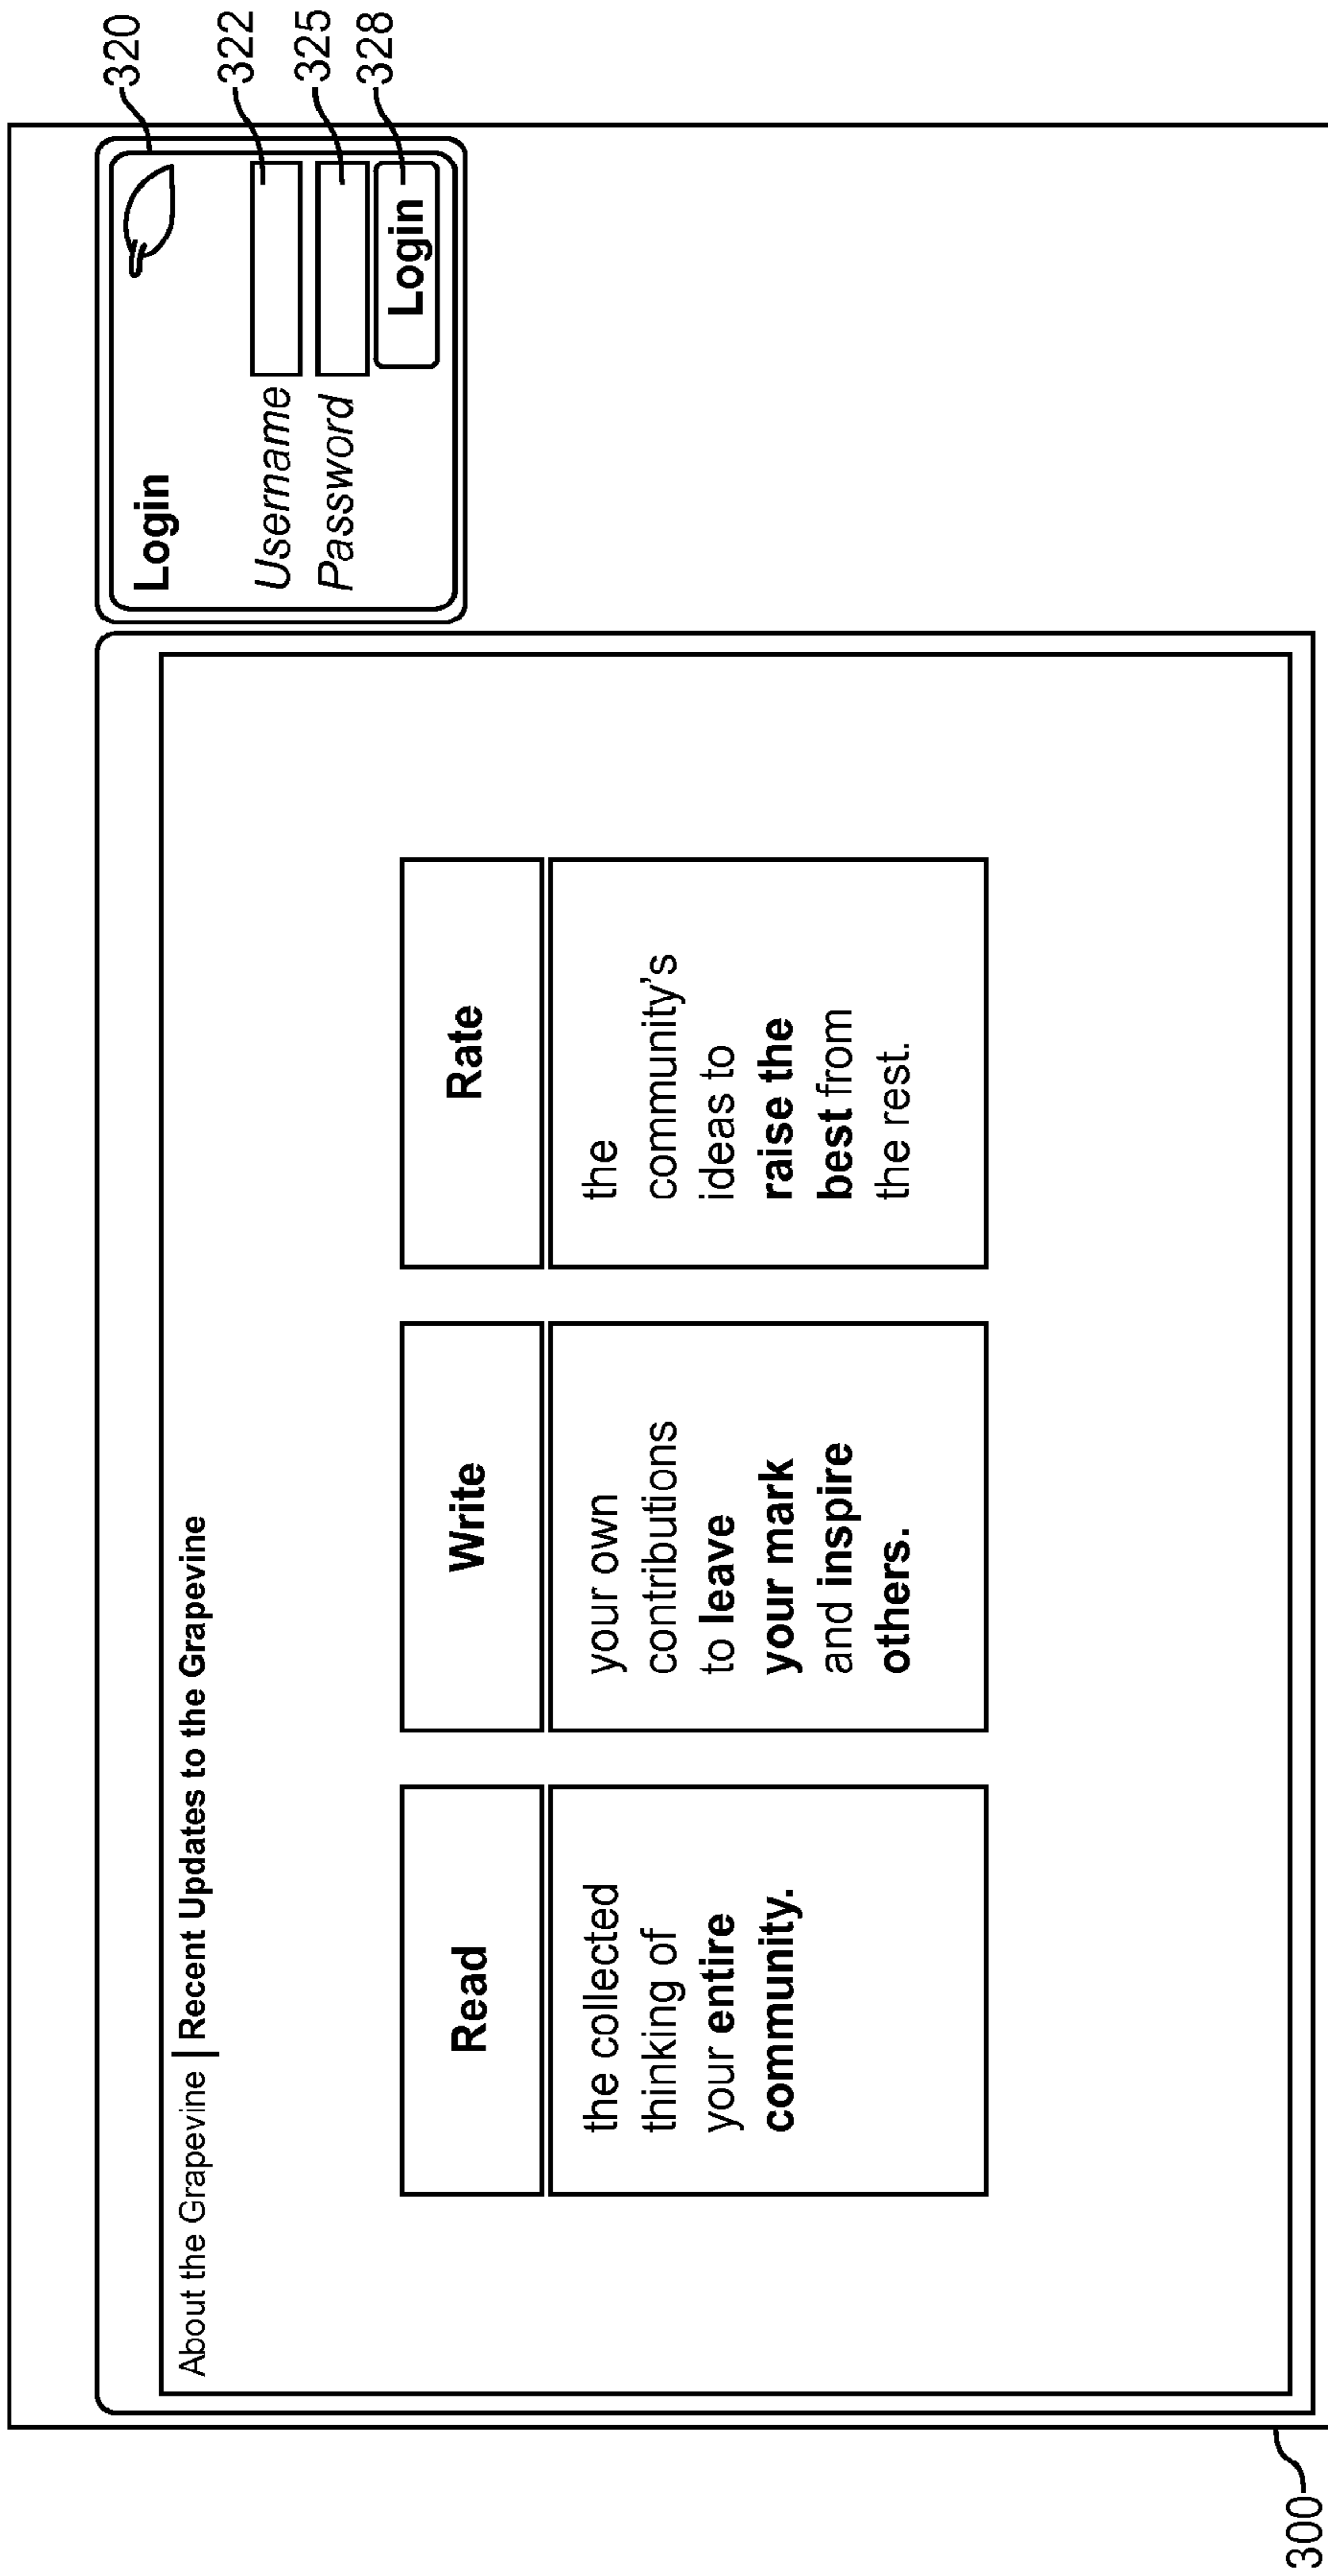 About the Grapevine | Recent Updates to the Grapevine
Read
the collected
thinking of
your entire
community.
Write
your own
contributions
to leave
your mark
and inspire
others.
Rate
the
community's
ideas to
raise the
best from
the rest.
Login
Username
Password
Login
320
322
325
328
300